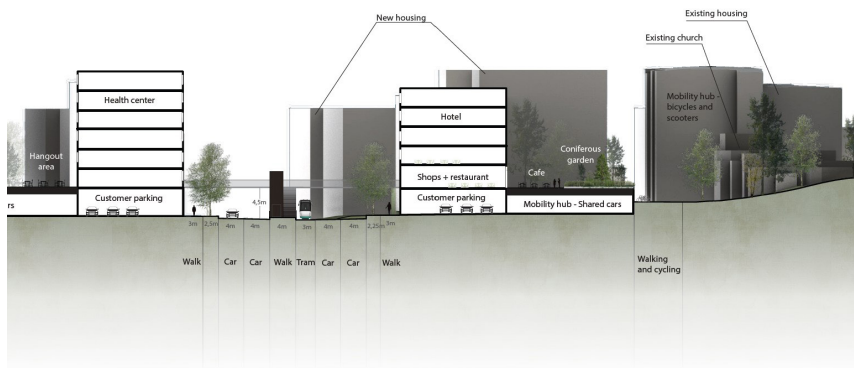 New housing
Existing housing
Existing church
Health center
Hotel
Mobility hub -
bicycles and
scooters
Hangout
area
Coniferous
garden
Shops + restaurant
Cafe
Customer parking
4,5m
Customer parking
Mobility hub - Shared cars
rs
3m
2,5m
4m
4m
4m
3m
4m
4m
2,25m
3m
Walk
Car
Car
Walk
Tram
Car
Car
Walk
Walking
and cycling